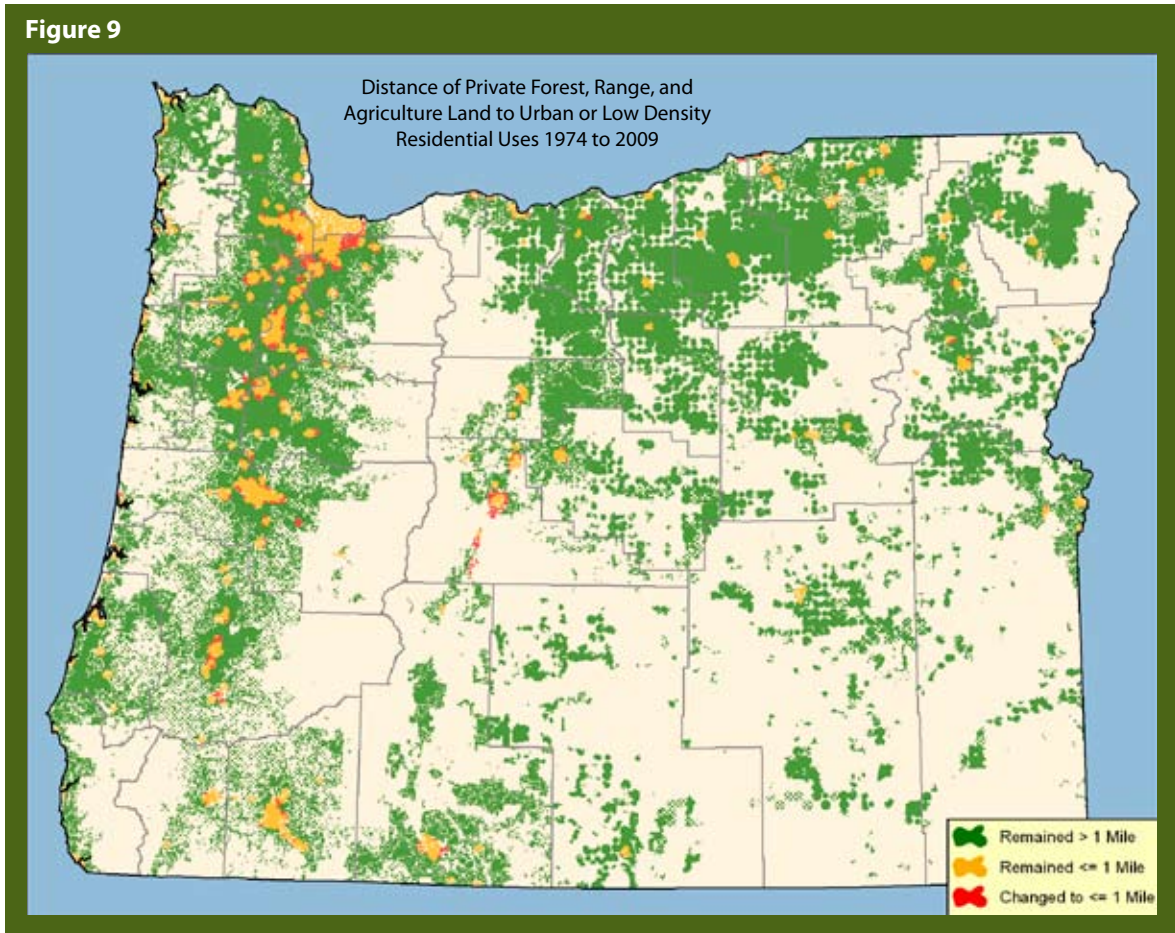 Figure 9
Distance of Private Forest, Range, and
Agriculture Land to Urban or Low Density
Residential Uses 1974 to 2009
Remained > 1 Mile
Remained <= 1 Mile
Changed to <= 1 Mile